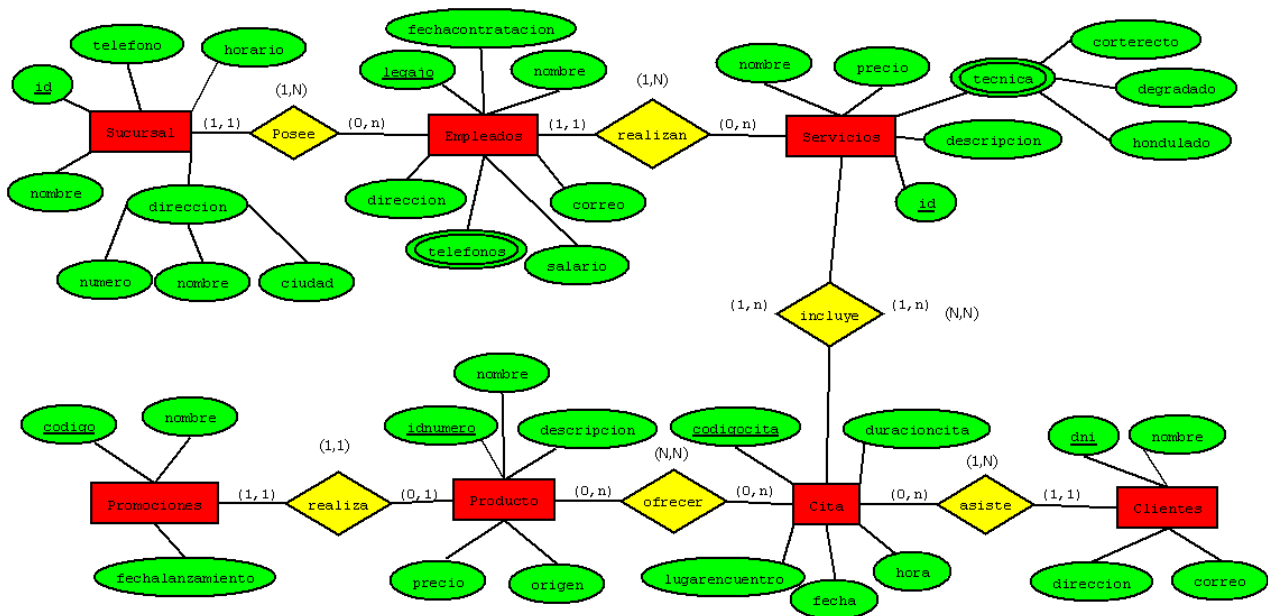 fechacontratacion
telefono
horario
corterecto
legajo
nombre
nombre
precio
tecnica
id
degradado
(1,N)
(1,N)
Sucursal
(1,1)
Posee
(0,n)
Empleados
(1,1)
realizan
(0,n)
Servicios
descripcion
hondulado
nombre
direccion
direccion
correo
id
telefonos
salario
numero
nombre
ciudad
(1,n)
incluye
(1,n)
(N,N)
nombre
codigo
nombre
idnumero
descripcion
codigocita
duracioncita
dni
nombre
(1,1)
(N,N)
(1,N)
Promociones
(1,1)
realiza
(0,1)
Producto
(0,n)
ofrecer
(0,n)
Cita
(0,n)
asiste
(1,1)
Clientes
fechalanzamiento
precio
origen
lugarencuentro
fecha
hora
direccion
correo